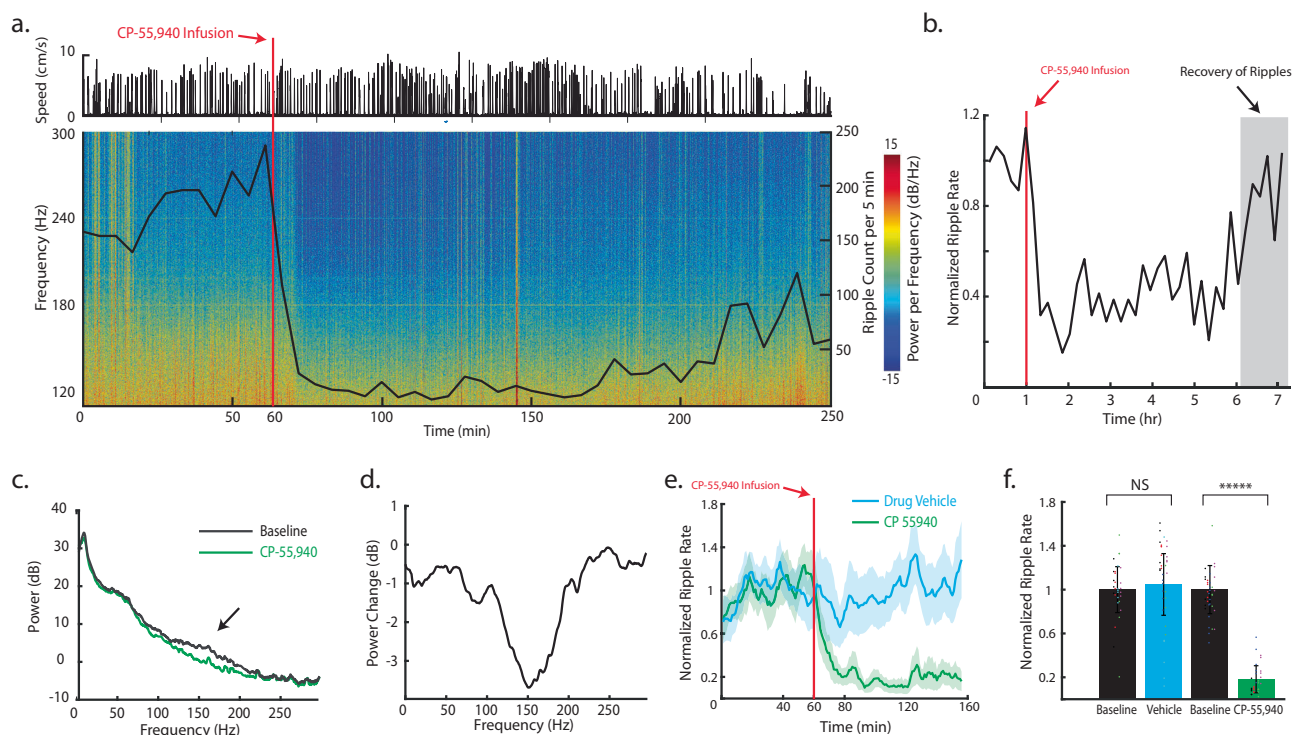 a.
CP-55,940 Infusion
Speed (cm/s)
10
0
Frequency (Hz)
300
240
180
120
250
200
150
100
50
Ripple Count per 5 min
15
-15
Power per Frequency (dB/Hz)
0
50
60
100
150
200
250
Time (min)
b.
CP-55,940 Infusion
Recovery of Ripples
Normalized Ripple Rate
1.2
1.0
0.8
0.4
0
0
1
2
3
4
5
6
7
Time (hr)
c.
Power (dB)
40
30
20
10
0
-10
Baseline
CP-55,940
0
50
100
150
200
250
Frequency (Hz)
d.
Power Change (dB)
1
0
-1
-2
-3
0
50
100
150
200
250
Frequency (Hz)
e.
CP-55,940 Infusion
Drug Vehicle
CP 55940
Normalized Ripple Rate
1.8
1.4
1
0.6
0.2
0
20
40
60
80
120
160
Time (min)
f.
NS
*****
Normalized Ripple Rate
1.8
1.4
1
0.6
0.2
Baseline
Vehicle
Baseline
CP-55,940